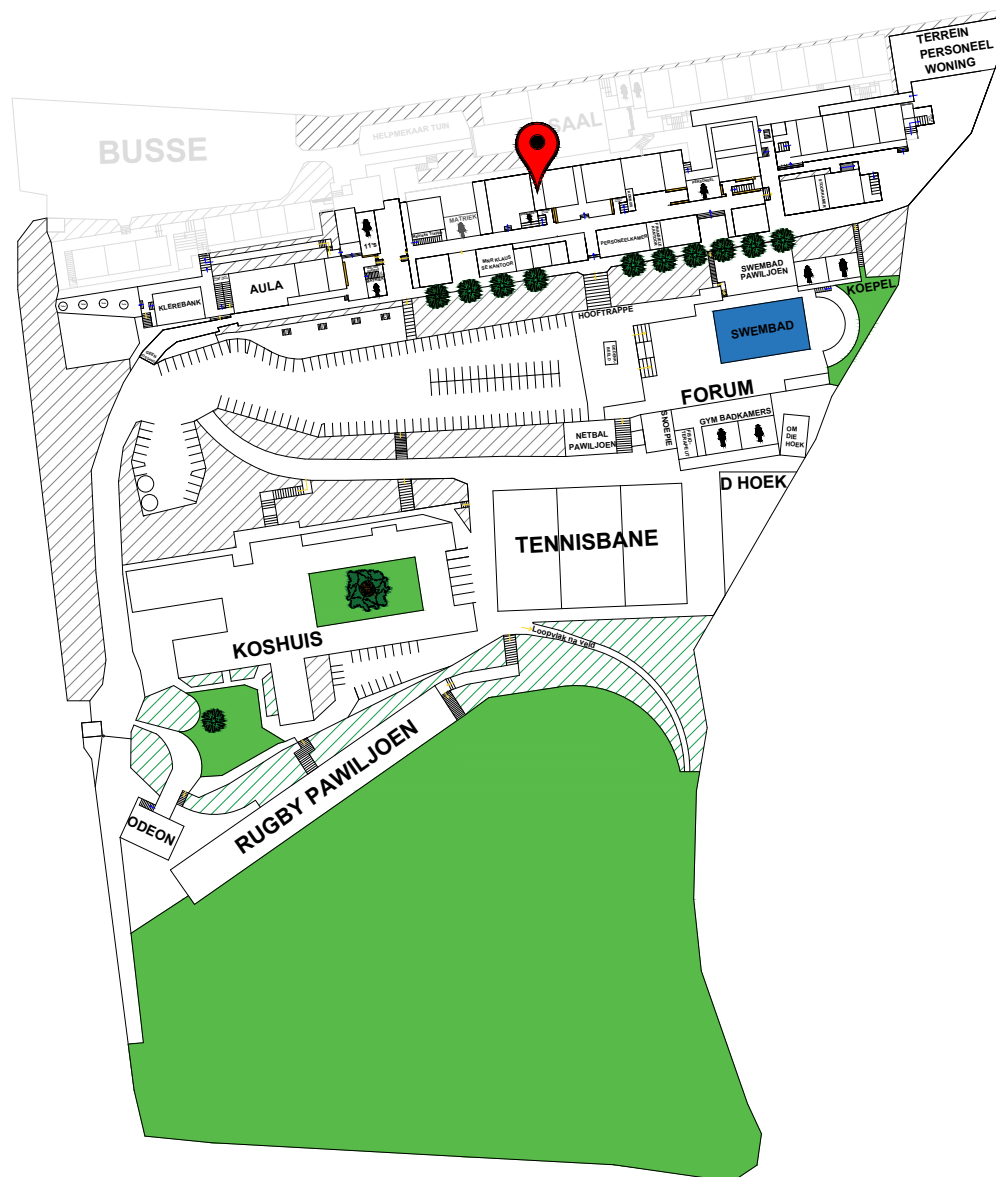 TERREIN
PERSONEEL
WONING
BUSSE
HELPMEKAAR TUIN
SAAL
MATRIEK
11's
PERSONEELKAMER
MNR KLAUS
SE KANTOOR
AULA
KLEREBANK
SWEMBAD
PAWILJOEN
KOEPEL
HOOFTRAPPE
SWEMBAD
FORUM
GYM BADKAMERS
SNOEPIE
OM
DIE
HOEK
NETBAL
PAWILJOEN
D HOEK
TENNISBANE
KOSHUIS
Loopvlak na veld
RUGBY PAWILJOEN
ODEON